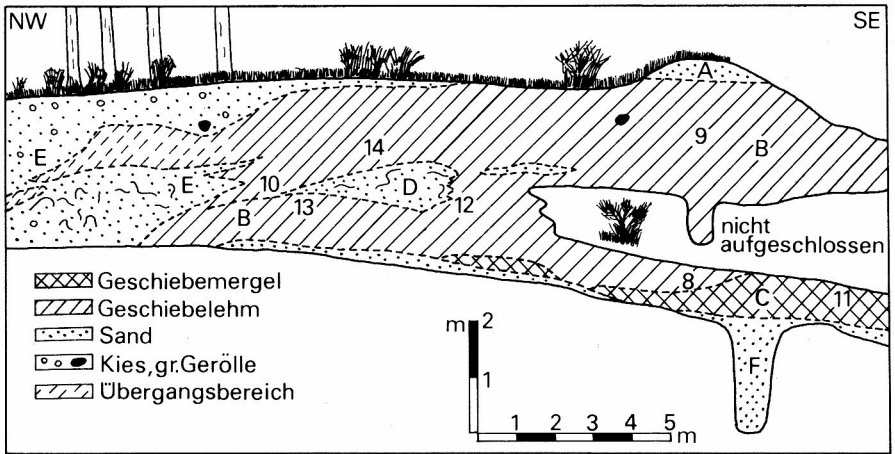 NW SE
A
14 9 B
E
E 10 D
B 13 12
nicht
aufgeschlossen
8 C 11
F
Geschiebemergel
Geschiebelehm
Sand
Kies,gr.Gerölle
Übergangsbereich
m 2
1
1 2 3 4 5
m